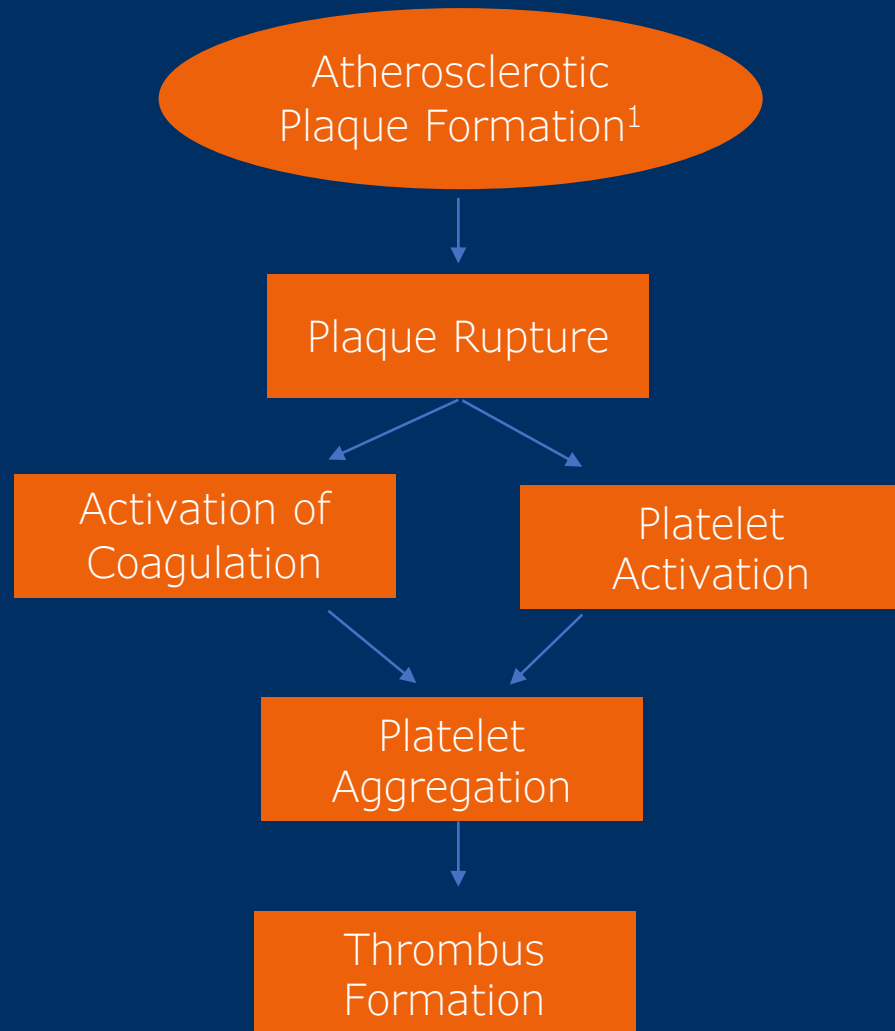 Atherosclerotic
Plaque Formation¹
Plaque Rupture
Activation of
Coagulation
Platelet
Activation
Platelet
Aggregation
Thrombus
Formation